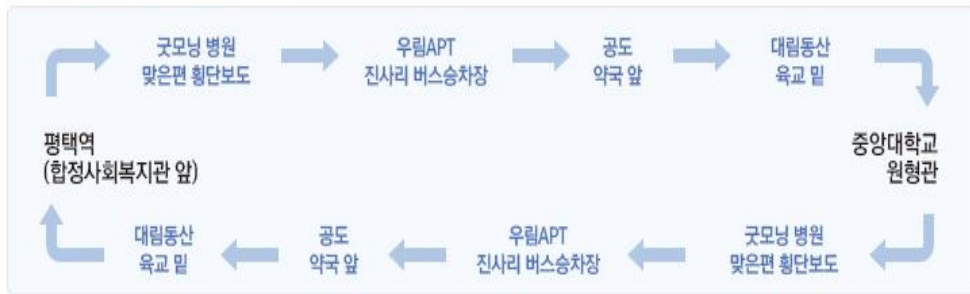 굿모닝 병원
맞은편 횡단보도
우림APT
진사리 버스승차장
공도
약국 앞
대림동산
육교 밑
평택역
(합정사회복지관 앞)
중앙대학교
원형관
대림동산
육교 밑
공도
약국 앞
우림APT
진사리 버스승차장
굿모닝 병원
맞은편 횡단보도